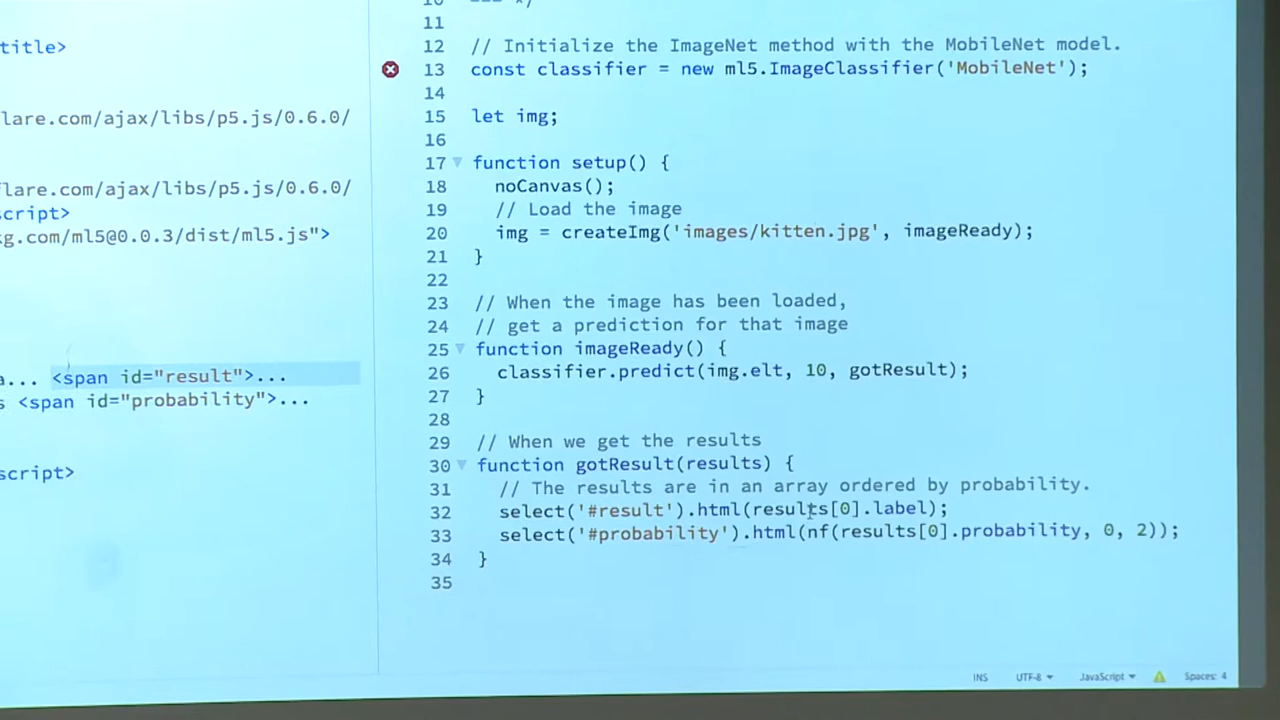 title>
lare.com/ajax/libs/p5.js/0.6.0/
flare.com/ajax/libs/p5.js/0.6.0/
script>
kg.com/ml5@0.0.3/dist/ml5.js">
a... <span id="result">...
s <span id="probability">...
script>
10 */
11
12 // Initialize the ImageNet method with the MobileNet model.
13 const classifier = new ml5.ImageClassifier('MobileNet');
14
15 let img;
16
17 function setup() {
18 noCanvas();
19 // Load the image
20 img = createImg('images/kitten.jpg', imageReady);
21 }
22
23 // When the image has been loaded,
24 // get a prediction for that image
25 function imageReady() {
26 classifier.predict(img.elt, 10, gotResult);
27 }
28
29 // When we get the results
30 function gotResult(results) {
31 // The results are in an array ordered by probability.
32 select('#result').html(results[0].label);
33 select('#probability').html(nf(results[0].probability, 0, 2));
34 }
35
INS UTF-8 JavaScript Spaces: 4